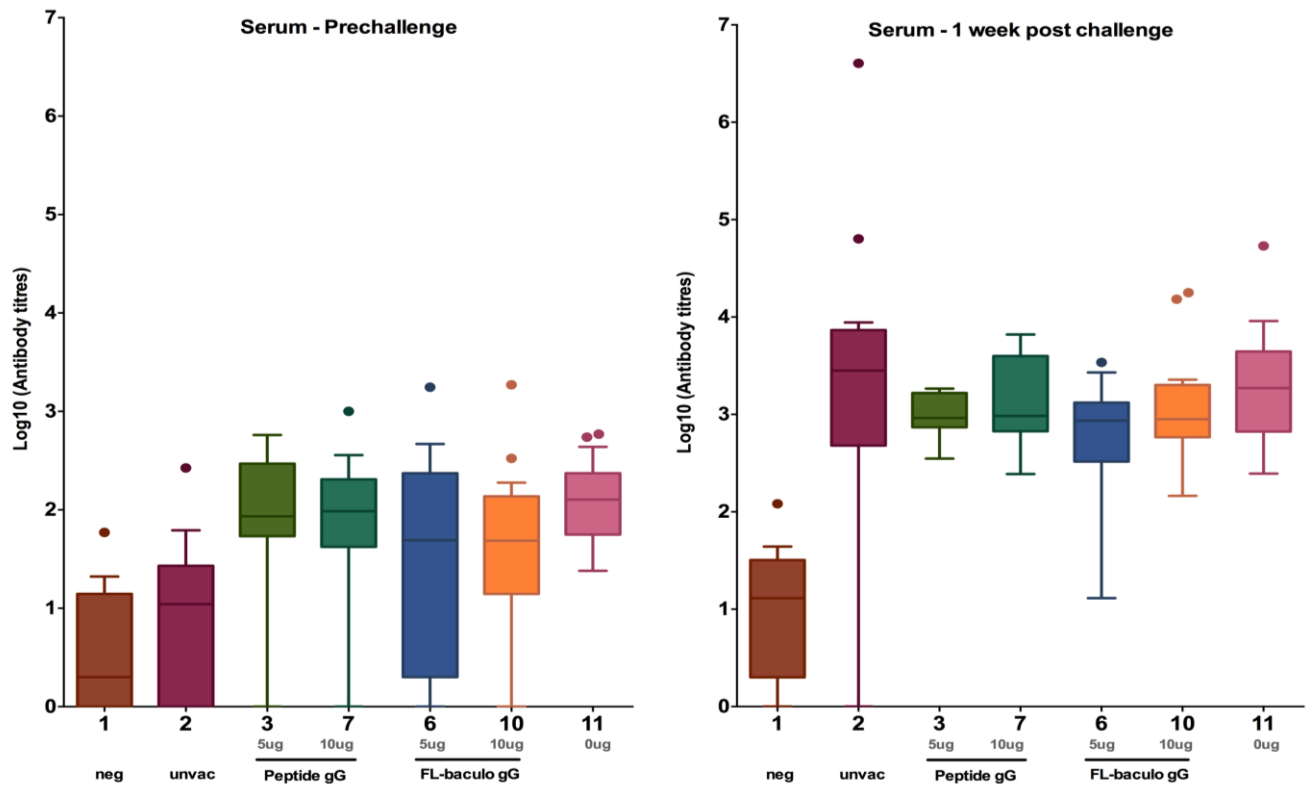 Serum - Prechallenge
7
6
5
4
3
2
1
0
Log10 (Antibody titres)
1 2 3 7 6 10 11
5ug 10ug 5ug 10ug 0ug
neg unvac Peptide gG FL-baculo gG
Serum - 1 week post challenge
7
6
5
4
3
2
1
0
Log10 (Antibody titres)
1 2 3 7 6 10 11
5ug 10ug 5ug 10ug 0ug
neg unvac Peptide gG FL-baculo gG